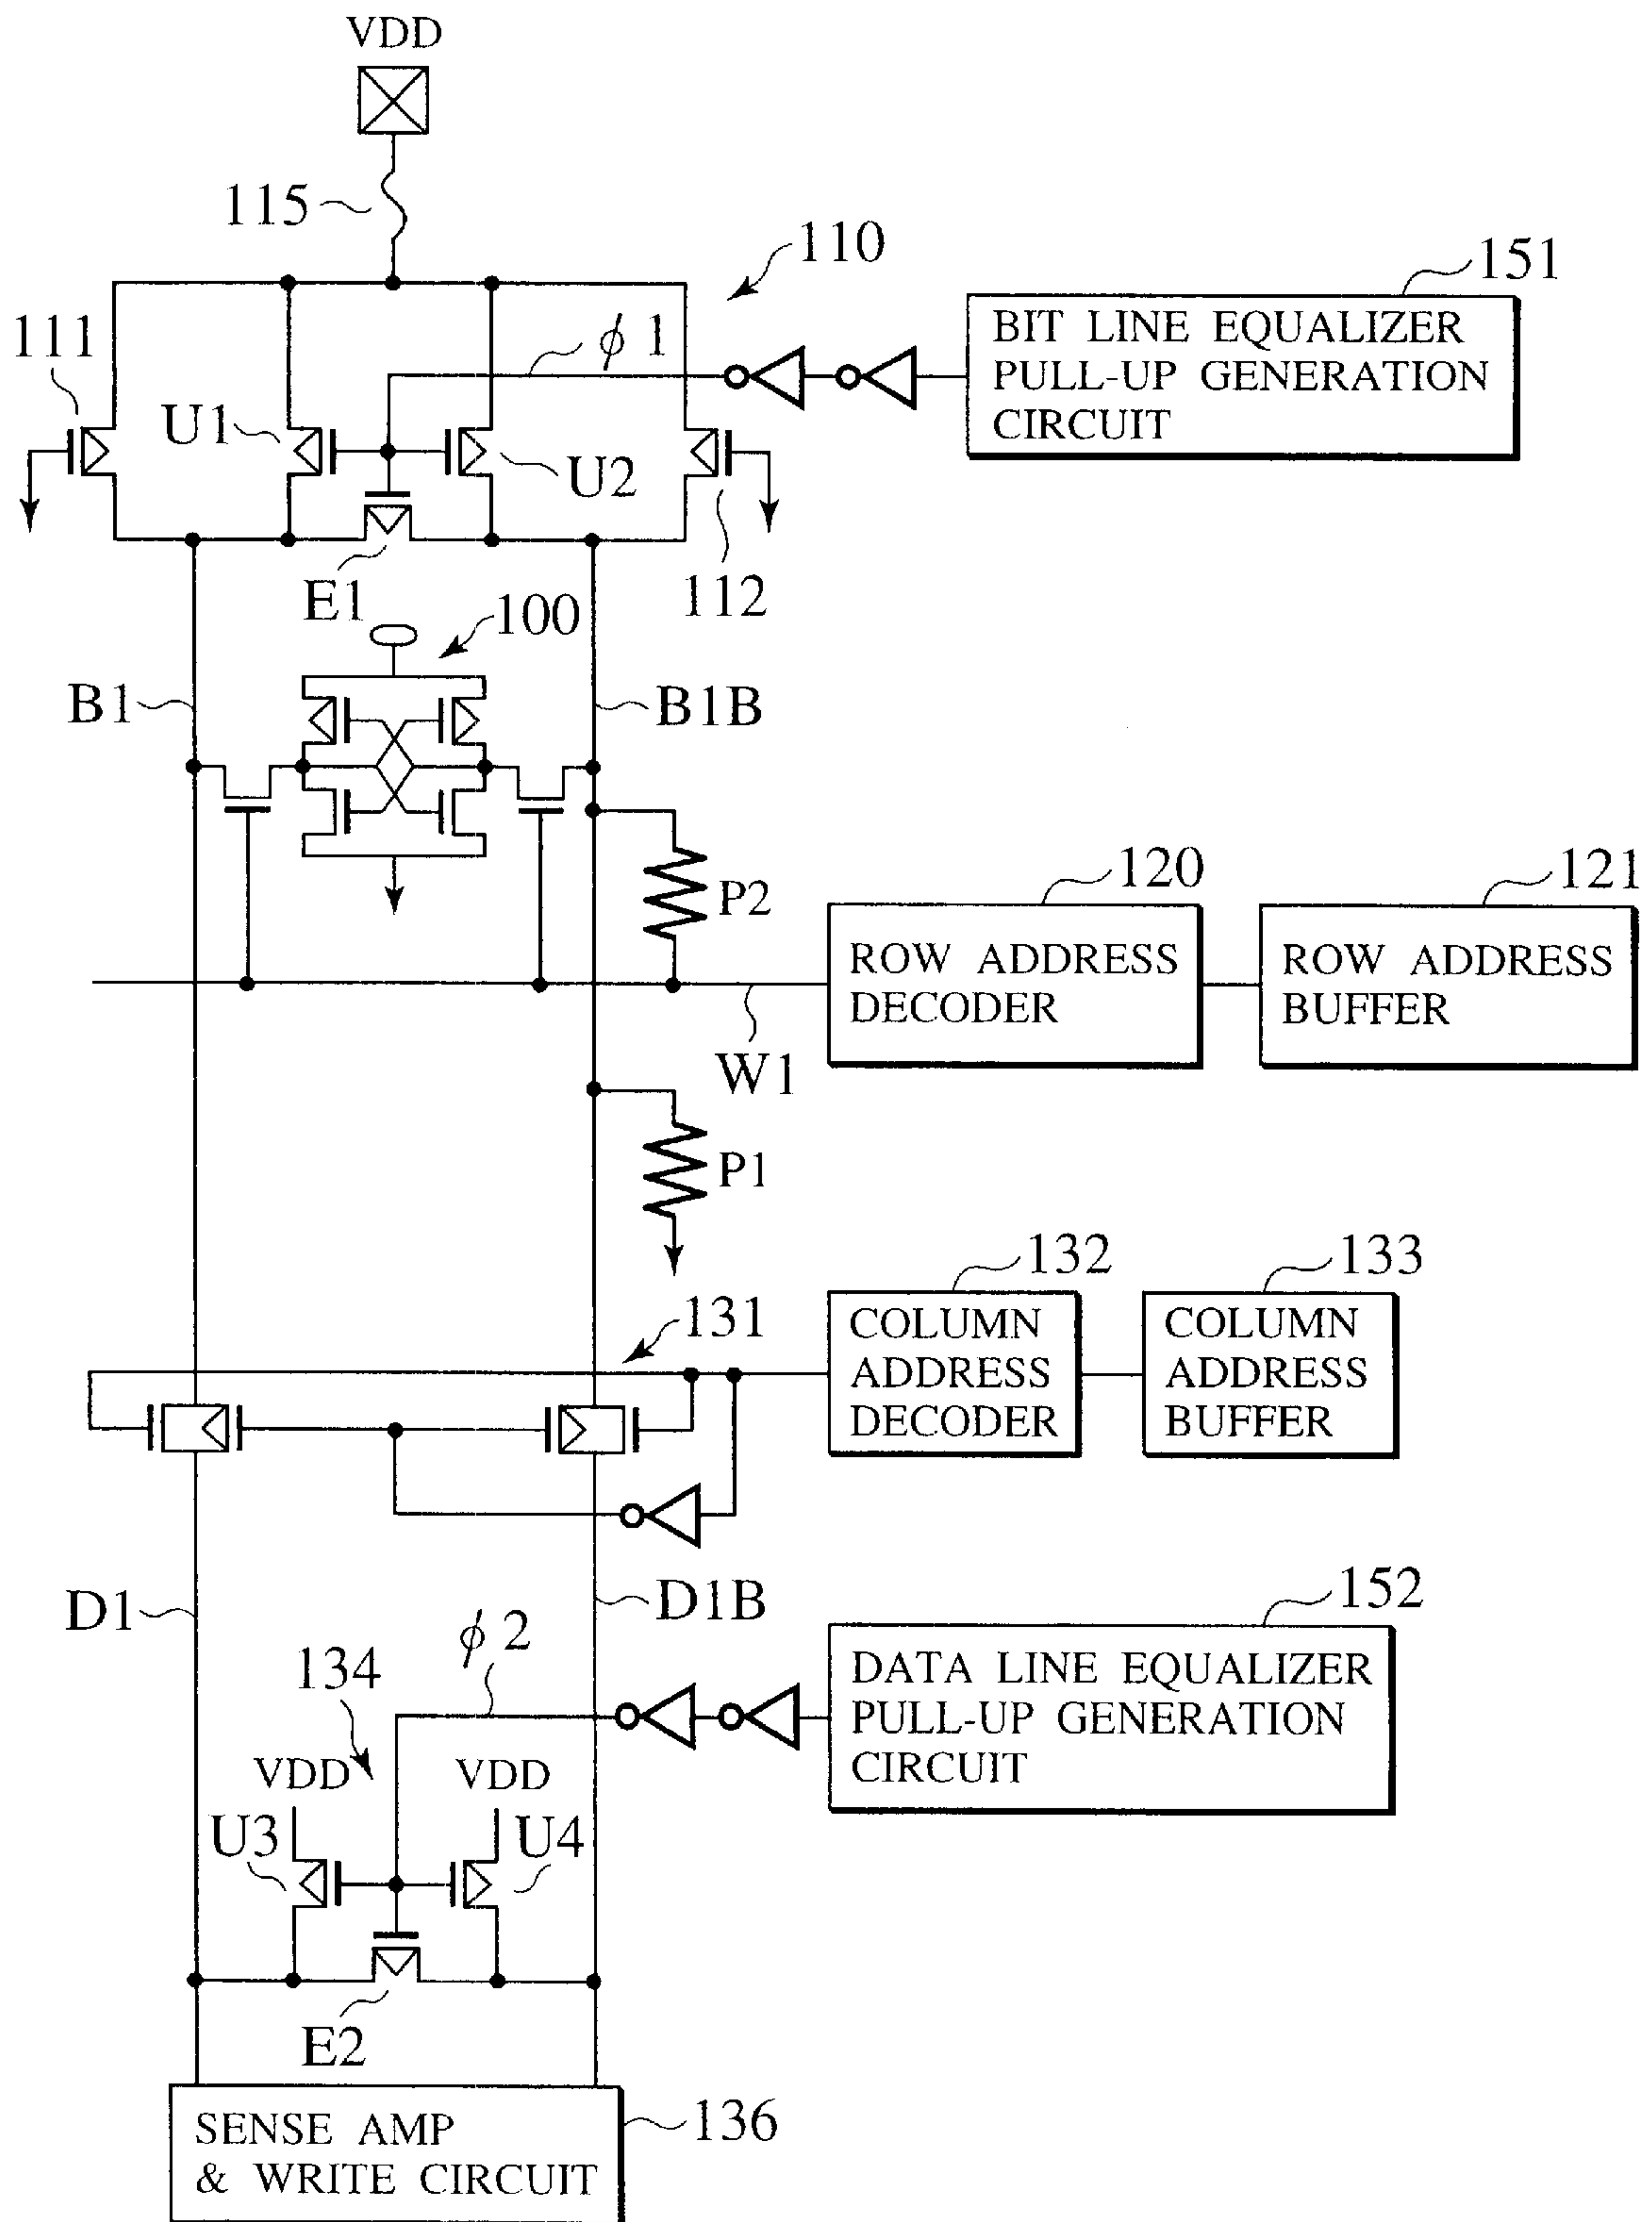 VDD
115
110
151
BIT LINE EQUALIZER
PULL-UP GENERATION
CIRCUIT
ϕ 1
111
U1
U2
E1
112
100
B1
B1B
P2
120
121
ROW ADDRESS
DECODER
ROW ADDRESS
BUFFER
W1
P1
132
133
131
COLUMN
ADDRESS
DECODER
COLUMN
ADDRESS
BUFFER
D1
D1B
152
ϕ 2
134
DATA LINE EQUALIZER
PULL-UP GENERATION
CIRCUIT
VDD
VDD
U3
U4
E2
136
SENSE AMP
& WRITE CIRCUIT